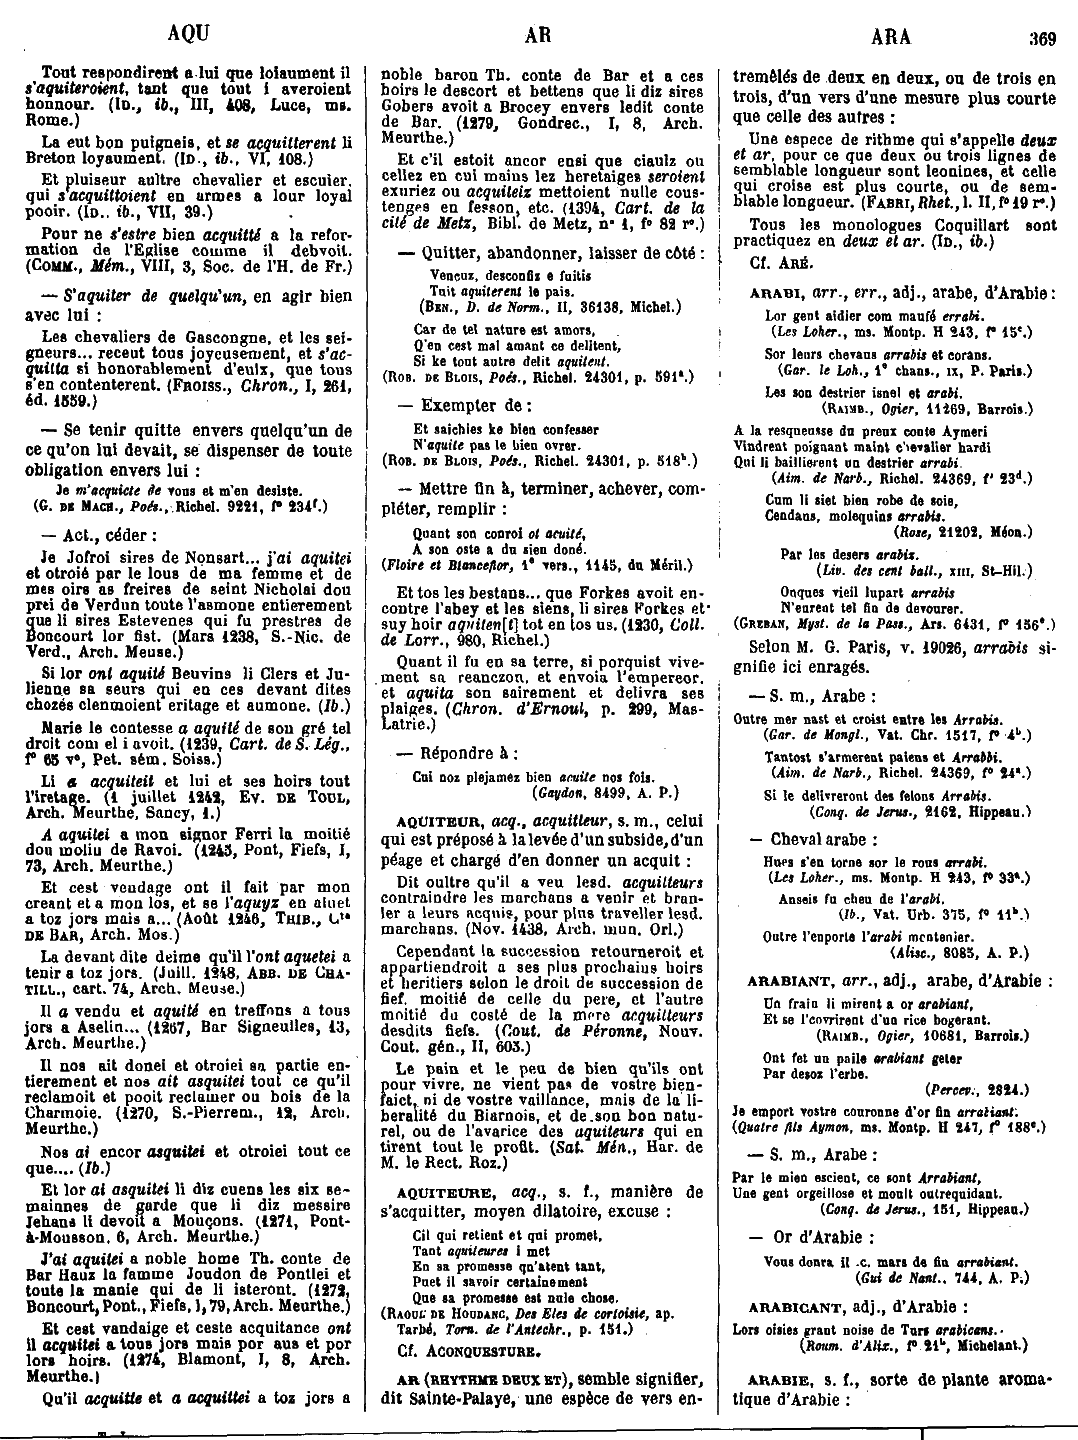 AQU
AR
ARA
369
Tout respondirent a lui que loiaument il
s'aquiteroient, tant que tout i averoient
honnour. (ID., ib., III, 408, Luce, ms.
Rome.)
La eut bon puigneis, et se acquitterent li
Breton loyaument. (ID., ib., VI, 108.)
Et pluiseur aultre chevalier et escuier,
qui s'acquittoient en armes a lour loyal
pooir. (ID., ib., VII, 39.)
Pour ne s'estre bien acquitté a la refor-
mation de l'Eglise comme il debvoit.
(COMM., Mém., VIII, 3, Soc. de l'H. de Fr.)
— S'aquiter de quelqu'un, en agir bien
avec lui :
Les chevaliers de Gascongne, et les sei-
gneurs... receut tous joyeusement, et s'ac-
quitta si honorablement d'eulx, que tous
s'en contenterent. (FROISS., Chron., I, 261,
éd. 1559.)
— Se tenir quitte envers quelqu'un de
ce qu'on lui devait, se dispenser de toute
obligation envers lui :
Je m'acquicte de vous et m'en desiste.
(G. DE MACH., Poés., Richel. 9221, f° 234f.)
— Act., céder :
Je Jofroi sires de Nonsart... j'ai aquitei
et otroié par le lous de ma femme et de
mes oirs as freires de seint Nicholai dou
prei de Verdun toute l'asmone entierement
que li sires Estevenes qui fu prestres de
Boncourt lor fist. (Mars 1238, S.-Nic. de
Verd., Arch. Meuse.)
Si lor ont aquité Beuvins li Clers et Ju-
lienne sa seurs qui en ces devant dites
chozés clenmoient eritage et aumone. (Ib.)
Marie le contesse a aquité de son gré tel
droit com el i avoit. (1239, Cart. de S. Lég.,
f° 65 v°, Pet. sém. Soiss.)
Li a acquiteit et lui et ses hoirs tout
l'iretage. (1 juillet 1242, EV. DE TOUL,
Arch. Meurthe, Sancy, 1.)
A aquitei a mon signor Ferri la moitié
dou molin de Ravoi. (1243, Pont, Fiefs, I,
73, Arch. Meurthe.)
Et cest vendage ont il fait par mon
creant et a mon los, et se l'aquyz en aluet
a toz jors mais a... (Août 1246, THIB., Cte
DE BAR, Arch. Mos.)
La devant dite deime qu'il l'ont aquetei a
tenir a toz jors. (Juill. 1248, ABB. DE CHA-
TILL., cart. 74, Arch. Meuse.)
Il a vendu et aquité en treffons a tous
jors a Aselin... (1267, Bar Signeulles, 13,
Arch. Meurthe.)
Il nos ait donei et otroiei sa partie en-
tierement et nos ait asquitei tout ce qu'il
reclamoit et pooit reclamer ou bois de la
Charmoie. (1270, S.-Pierrem., 12, Arch.
Meurthe.)
Nos ai encor asquitei et otroiei tout ce
que.... (Ib.)
Et lor ai asquitei li diz cuens les six se-
mainnes de garde que li diz messire
Jehans li devoit a Mouçons. (1271, Pont-
à-Mousson, 6, Arch. Meurthe.)
J'ai aquitei a noble home Th. conte de
Bar Hauz la famme Joudon de Pontlei et
toute la manie qui de li isteront. (1272,
Boncourt, Pont., Fiefs, I, 79, Arch. Meurthe.)
Et cest vandaige et ceste acquitance ont
il acquitei a tous jors mais por aus et por
lors hoirs. (1274, Blamont, I, 8, Arch.
Meurthe.)
Qu'il acquitte et a acquittei a toz jors a
noble baron Th. conte de Bar et a ces
hoirs le descort et bettens que li diz sires
Gobers avoit a Brocey envers ledit conte
de Bar. (1279, Gondrec., I, 8, Arch.
Meurthe.)
Et c'il estoit ancor ensi que ciaulz ou
cellez en cui mains lez heretaiges seroient
exuriez ou acquileiz mettoient nulle cous-
tenges en fesson, etc. (1394, Cart. de la
cité de Metz, Bibl. de Metz, n° 1, f° 82 r°.)
— Quitter, abandonner, laisser de côté :
Vencuz, desconfiz e fuitis
Tuit aquiterent le pais.
(BEN., D. de Norm., II, 36138, Michel.)
Car de tel nature est amors,
Q'en cest mal amant ce delitent,
Si ke tout autre delit aquitent.
(ROB. DE BLOIS, Poés., Richel. 24301, p. 591a.)
— Exempter de :
Et saichies ke bien confesser
N'aquite pas le bien ovrer.
(ROB. DE BLOIS, Poés., Richel. 24301, p. 518b.)
— Mettre fin à, terminer, achever, com-
pléter, remplir :
Quant son conroi ot acuité,
A son oste a du sien doné.
(Floire et Blanceflor, 1e vers., 1145, du Méril.)
Et tos les bestans... que Forkes avoit en-
contre l'abey et les siens, li sires Forkes et
suy hoir aquiten[t] tot en tos us. (1230, Coll.
de Lorr., 980, Richel.)
Quant il fu en sa terre, si porquist vive-
ment sa reanczon, et envoia l'empereor,
et aquita son sairement et delivra ses
plaiges. (Chron. d'Ernoul, p. 299, Mas-
Latrie.)
— Répondre à :
Cui noz plejamez bien acuite nos fois.
(Gaydon, 8499, A. P.)
AQUITEUR, acq., acquitteur, s. m., celui
qui est préposé à la levée d'un subside, d'un
péage et chargé d'en donner un acquit :
Dit oultre qu'il a veu lesd. acquitteurs
contraindre les marchans a venir et bran-
ler a leurs acquis, pour plus traveller lesd.
marchans. (Nov. 1438, Arch. mun. Orl.)
Cependant la succession retourneroit et
appartiendroit a ses plus prochains hoirs
et heritiers selon le droit de succession de
fief, moitié de celle du pere, et l'autre
moitié du costé de la mere acquitteurs
desdits fiefs. (Cout. de Péronne, Nouv.
Cout. gén., II, 603.)
Le pain et le peu de bien qu'ils ont
pour vivre, ne vient pas de vostre bien-
faict, ni de vostre vaillance, mais de la li-
beralité du Biarnois, et de son bon natu-
rel, ou de l'avarice des aquiteurs qui en
tirent tout le profit. (Sat. Mén., Har. de
M. le Rect. Roz.)
AQUITEURE, acq., s. f., manière de
s'acquitter, moyen dilatoire, excuse :
Cil qui retient et qui promet,
Tant aquiteures i met
En sa promesse qu'atent tant,
Puet il savoir certainement
Que sa promesse est nule chose.
(RAOUL DE HOUDANC, Des Eles de cortoisie, ap.
Tarbé, Torn. de l'Antechr., p. 151.)
Cf. ACONQUESTURE.
AR (RHYTHME DEUX ET), semble signifier,
dit Sainte-Palaye, une espèce de vers en-
tremêlés de deux en deux, ou de trois en
trois, d'un vers d'une mesure plus courte
que celle des autres :
Une espece de rithme qui s'appelle deux
et ar, pour ce que deux ou trois lignes de
semblable longueur sont leonines, et celle
qui croise est plus courte, ou de sem-
blable longueur. (FABRI, Rhet., l. II, f° 19 r°.)
Tous les monologues Coquillart sont
practiquez en deux et ar. (ID., ib.)
Cf. ARÉ.
ARABI, arr., err., adj., arabe, d'Arabie :
Lor gent aidier com maufé errabi.
(Les Loher., ms. Montp. H 243, f° 15c.)
Sor leurs chevaus arrabis et corans.
(Gar. le Loh., 1e chans., IX, P. Paris.)
Les son destrier isnel et arabi.
(RAIMB., Ogier, 11269, Barrois.)
A la resqueusse du preux conte Aymeri
Vindrent poignant maint chevalier hardi
Qui li baillierent un destrier arrabi.
(Aim. de Narb., Richel. 24369, f° 23d.)
Cum li siet bien robe de soie,
Cendaus, molequins arrabis.
(Rose, 21202, Méon.)
Par les desers arabis.
(Liv. des cent ball., XIII, St-Hil.)
Onques vieil lupart arrabis
N'eurent tel fin de devourer.
(GREBAN, Myst. de la Pass., Ars. 6431, f° 156e.)
Selon M. G. Paris, v. 19026, arrabis si-
gnifie ici enragés.
— S. m., Arabe :
Outre mer nast et croist entre les Arrabis.
(Gar. de Mongl., Vat. Chr. 1517, f° 4b.)
Tantost s'armerent paiens et Arrabbi.
(Aim. de Narb., Richel. 24369, f° 24a.)
Si le delivreront des felons Arrabis.
(Conq. de Jerus., 2162, Hippeau.)
— Cheval arabe :
Hues s'en torne sor le rous arrabi.
(Les Loher., ms. Montp. H 243, f° 33a.)
Anseis fu cheu de l'arabi.
(Ib., Vat. Urb. 375, f° 11b.)
Outre l'enporte l'arabi montenier.
(Alisc., 8085, A. P.)
ARABIANT, arr., adj., arabe, d'Arabie :
Un frain li mirent a or arabiant,
Et se l'covrirent d'un rice bogerant.
(RAIMB., Ogier, 10681, Barrois.)
Ont fet un paile arabiant geter
Par desoz l'erbe.
(Percev., 2824.)
Je emport vostre couronne d'or fin arrabiant.
(Quatre fils Aymon, ms. Montp. H 247, f° 188e.)
— S. m., Arabe :
Par le mien escient, ce sont Arrabiant,
Une gent orgeillose et moult outrequidant.
(Conq. de Jerus., 151, Hippeau.)
— Or d'Arabie :
Vous donra il .c. mars de fin arrabiant.
(Gui de Nant., 744, A. P.)
ARABICANT, adj., d'Arabie :
Lors oisies grant noise de Turs arabicans.
(Roum. d'Alix., f° 21b, Michelant.)
ARABIE, s. f., sorte de plante aroma-
tique d'Arabie :